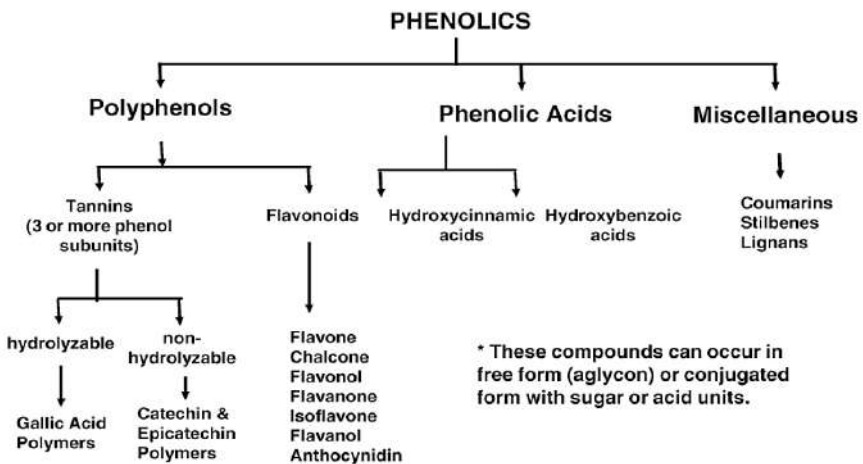 PHENOLICS
Polyphenols
Phenolic Acids
Miscellaneous
Tannins
(3 or more phenol
subunits)
Flavonoids
Hydroxycinnamic
acids
Hydroxybenzoic
acids
Coumarins
Stilbenes
Lignans
hydrolyzable
non-
hydrolyzable
Gallic Acid
Polymers
Catechin &
Epicatechin
Polymers
Flavone
Chalcone
Flavonol
Flavanone
Isoflavone
Flavanol
Anthocynidin
* These compounds can occur in
free form (aglycon) or conjugated
form with sugar or acid units.